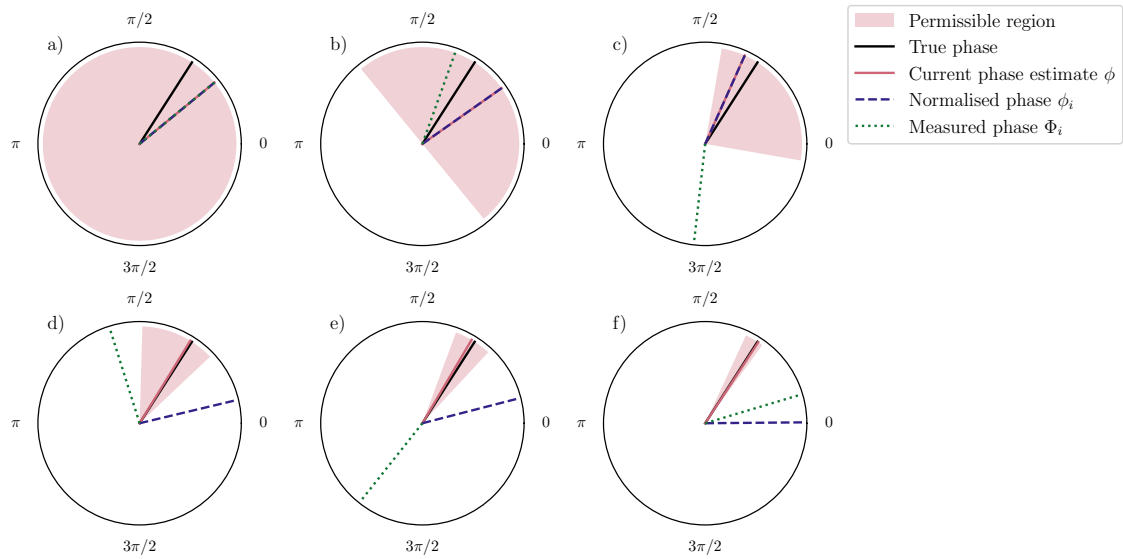 a)
π/2
π
0
3π/2
b)
π/2
π
0
3π/2
c)
π/2
π
0
3π/2
Permissible region
True phase
Current phase estimate ϕ
Normalised phase ϕᵢ
Measured phase Φᵢ
d)
π/2
π
0
3π/2
e)
π/2
π
0
3π/2
f)
π/2
π
0
3π/2